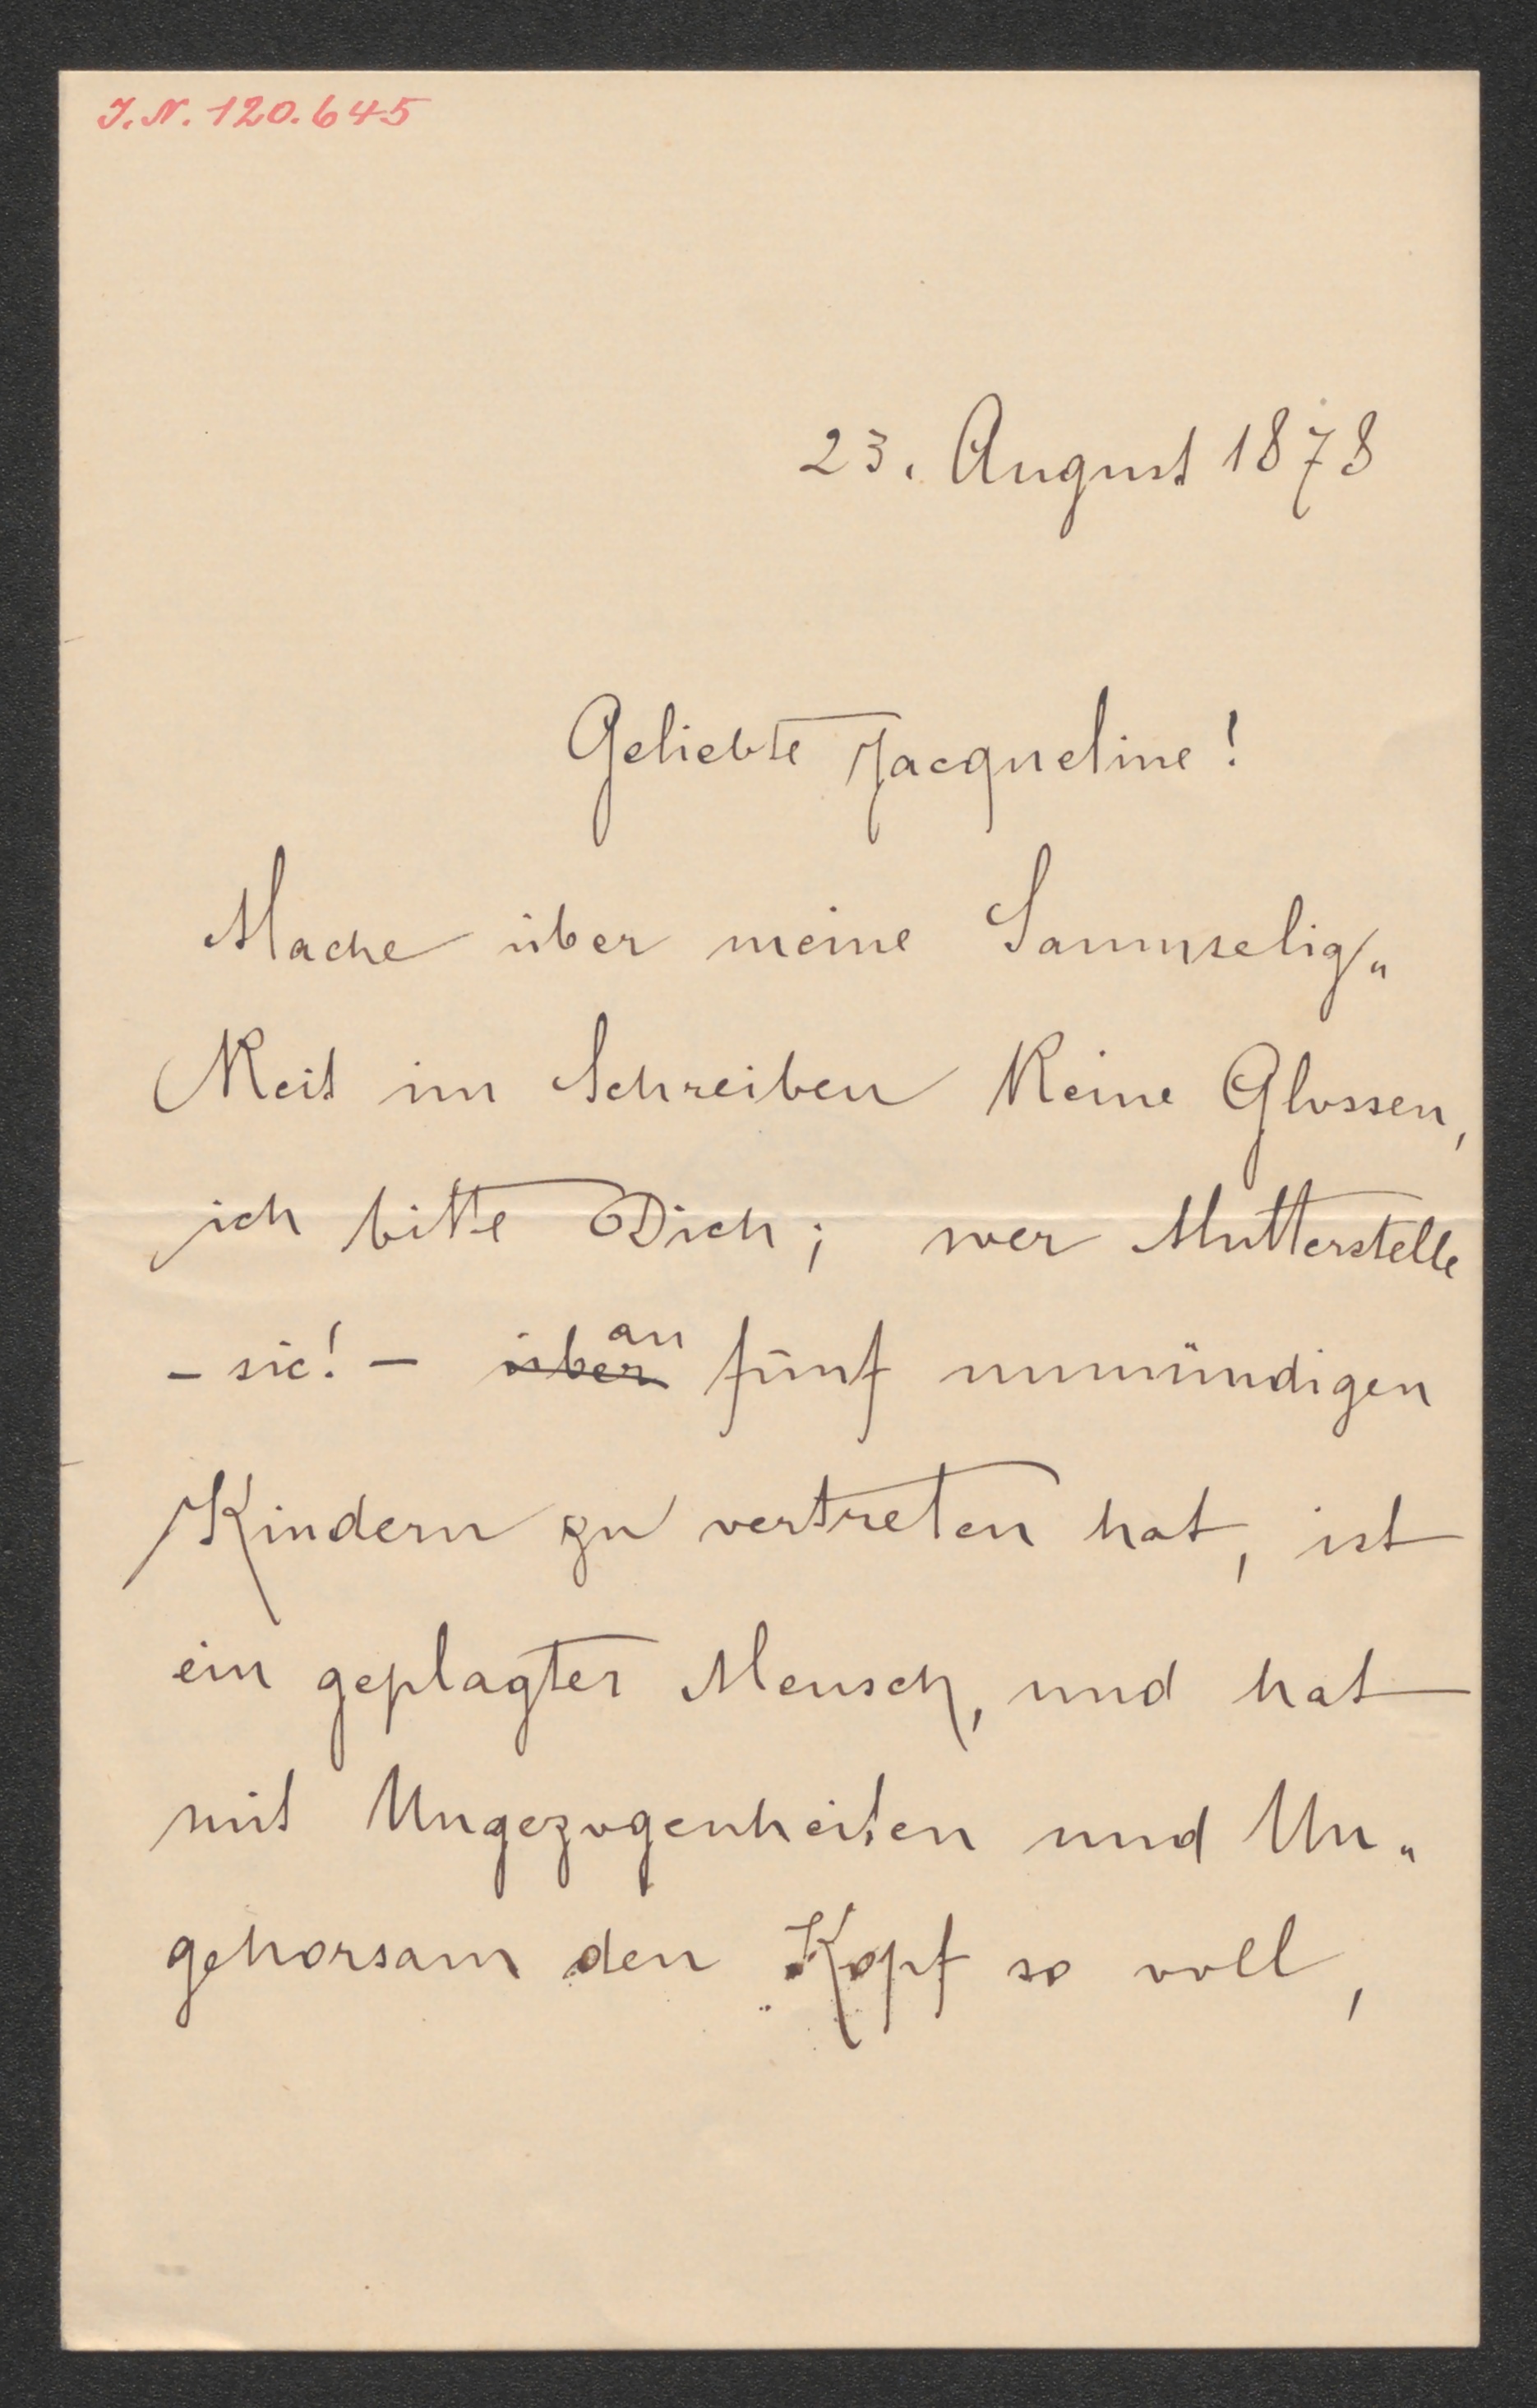 J.N. 120.645
23. August 1878
Geliebte Jacqueline!
Mache über meine Saumselig„
Keit im Schreiben Keine Glossen,
ich bitte Dich; wer Mutterstelle
- sic! - ~~über~~ an fünf unmündigen
Kindern zu vertreten hat, ist
ein geplagter Mensch, und hat
mit Ungezogenheiten und Un„
gehorsam den Kopf so voll,